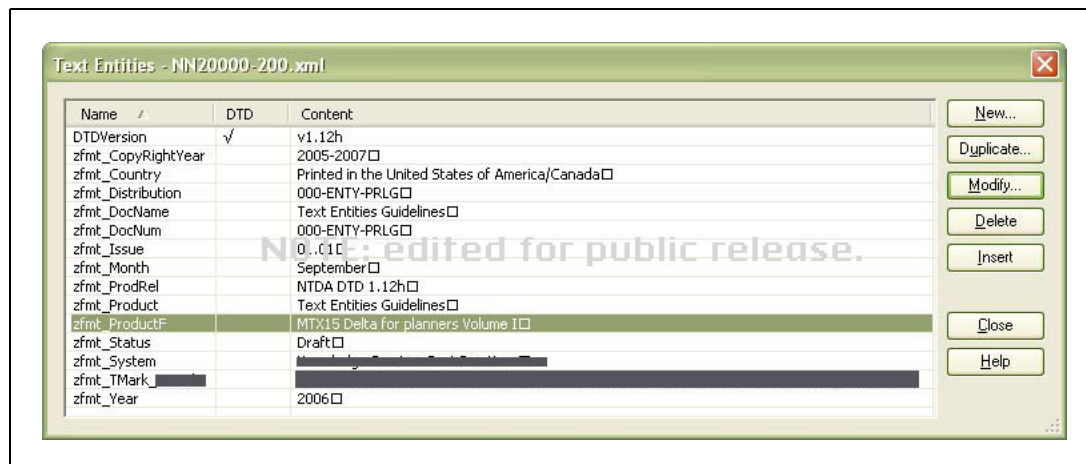 Text Entities - NN20000-200.xml
Name DTD Content
DTDVersion √ v1.12h
zfmt_CopyRightYear 2005-2007□
zfmt_Country Printed in the United States of America/Canada□
zfmt_Distribution 000-ENTY-PRLG□
zfmt_DocName Text Entities Guidelines□
zfmt_DocNum 000-ENTY-PRLG□
zfmt_Issue
NOTE: edited for public release.
zfmt_Month September□
zfmt_ProdRel NTDA DTD 1.12h□
zfmt_Product Text Entities Guidelines□
zfmt_ProductF MTX15 Delta for planners Volume I□
zfmt_Status Draft□
zfmt_System
zfmt_TMark_
zfmt_Year 2006□
New...
Duplicate...
Modify...
Delete
Insert
Close
Help